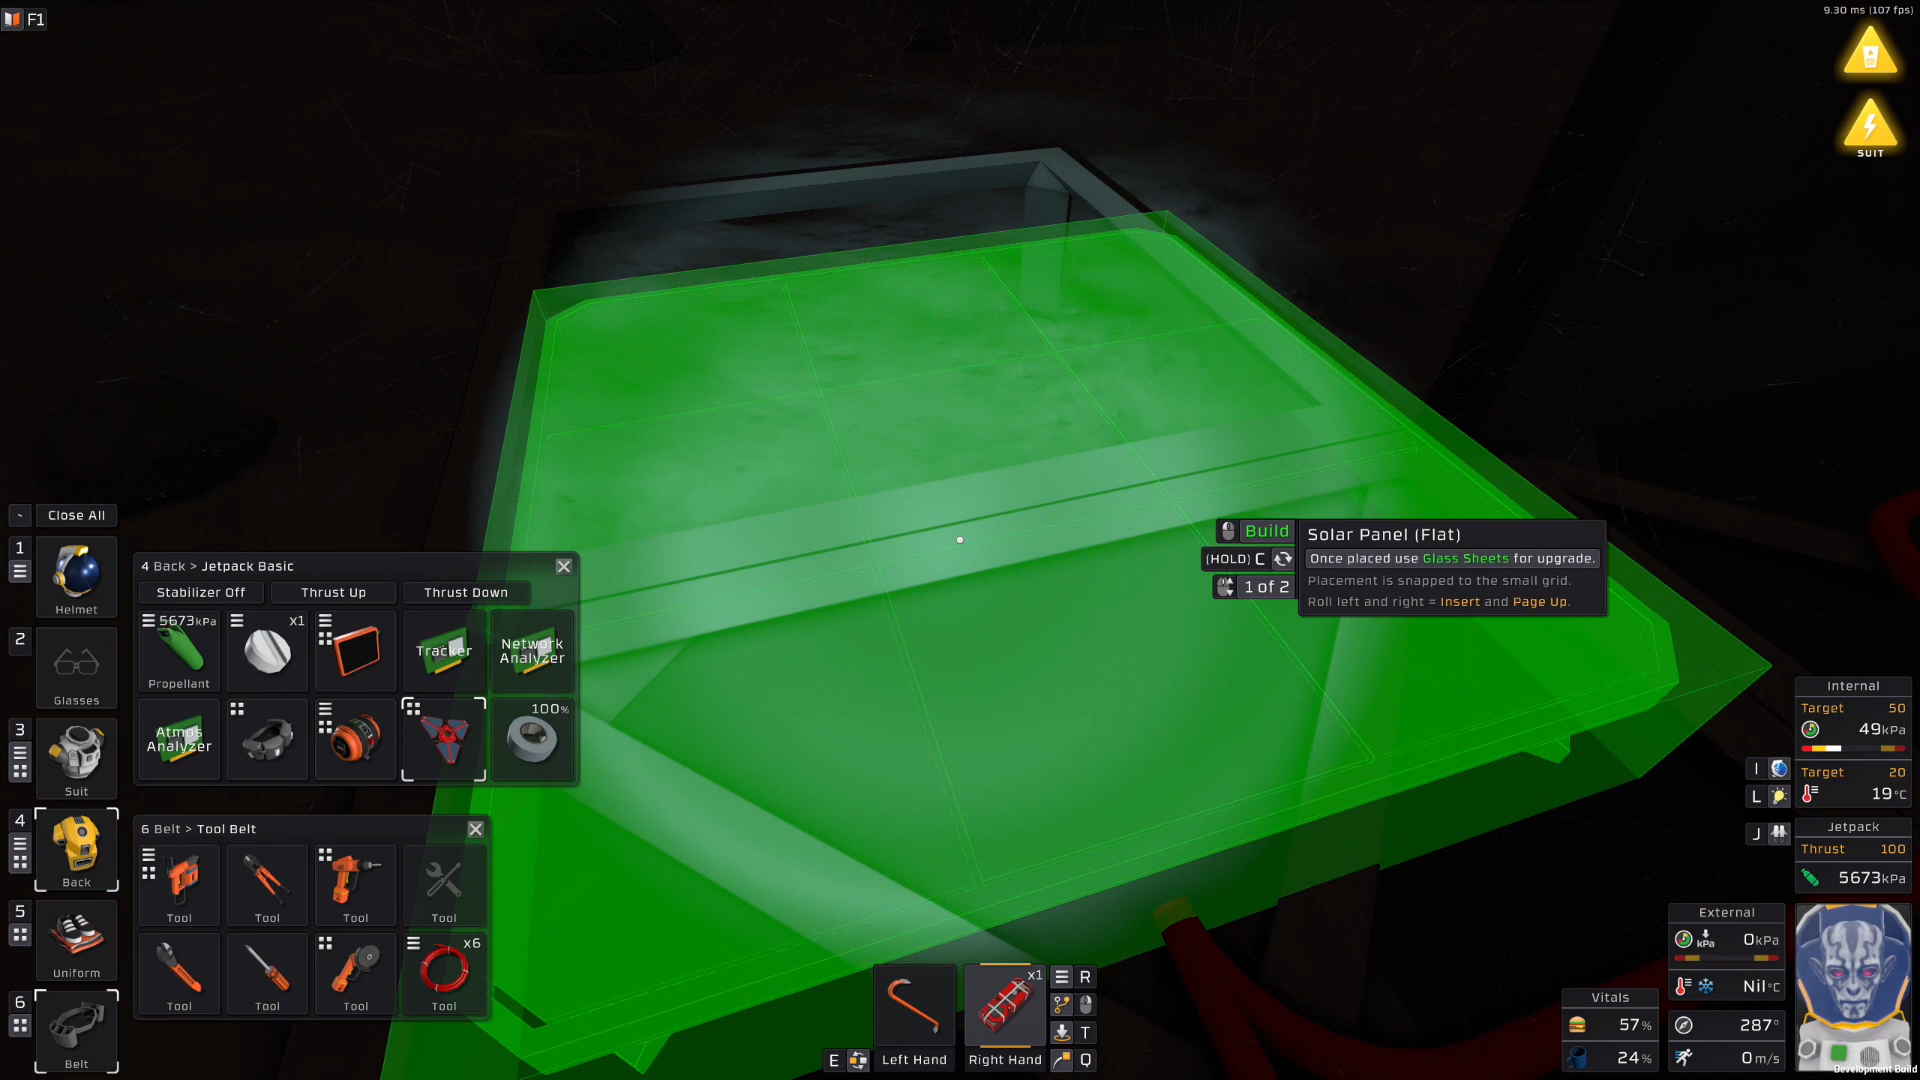 F1
9.30 ms (107 fps)
SUIT
~ Close All
1
Helmet
2
Glasses
3
Suit
4
Back
5
Uniform
6
Belt
4 Back > Jetpack Basic
Stabilizer Off
Thrust Up
Thrust Down
5673kPa
Propellant
x1
Tracker
Network
Analyzer
Atmos
Analyzer
100%
6 Belt > Tool Belt
Tool
Tool
Tool
Tool
Tool
Tool
Tool
x6
Tool
Build
(HOLD) C
1 of 2
Solar Panel (Flat)
Once placed use Glass Sheets for upgrade.
Placement is snapped to the small grid.
Roll left and right = Insert and Page Up.
E
Left Hand
x1
Right Hand
R
T
Q
Internal
Target 50
49kPa
Target 20
19°C
I
L
J
Jetpack
Thrust 100
5673kPa
External
kPa
0kPa
Nil°C
Vitals
57%
24%
287°
0m/s
Development Build